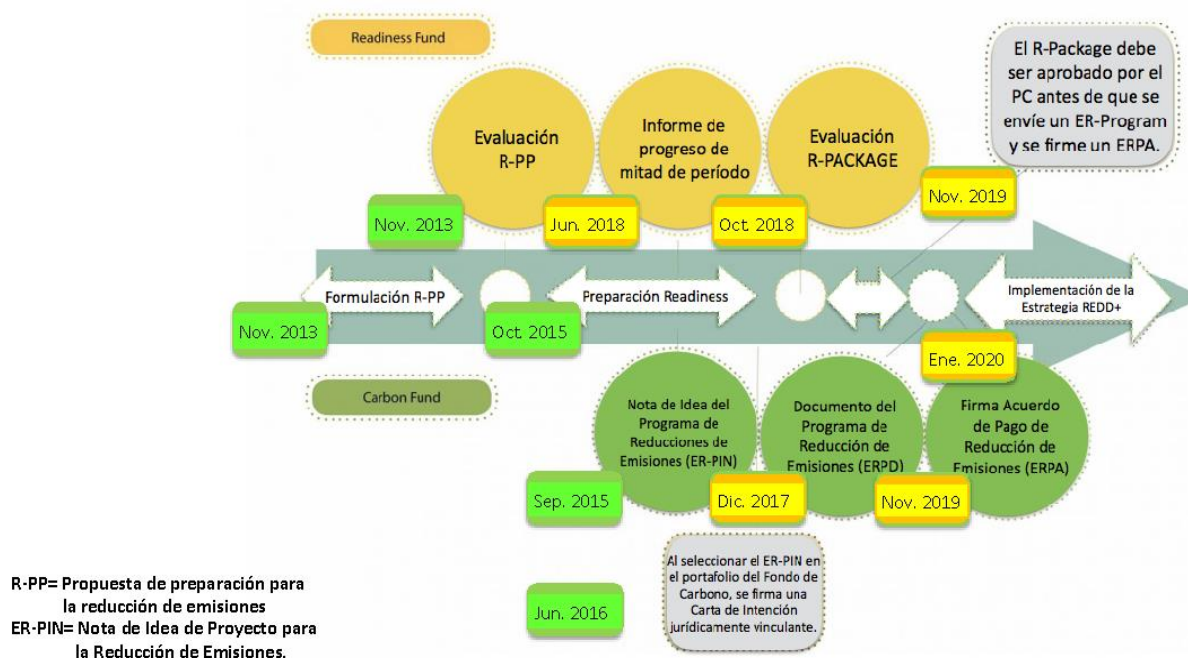 Readiness Fund
Evaluación
R-PP
Informe de
progreso de
mitad de período
Evaluación
R-PACKAGE
El R-Package debe
ser aprobado por el
PC antes de que se
envíe un ER-Program
y se firme un ERPA.
Nov. 2013
Jun. 2018
Oct. 2018
Nov. 2019
Formulación R-PP
Preparación Readiness
Implementación de la
Estrategia REDD+
Nov. 2013
Oct. 2015
Ene. 2020
Carbon Fund
Nota de Idea del
Programa de
Reducciones de
Emisiones (ER-PIN)
Documento del
Programa de
Reducción de
Emisiones (ERPD)
Firma Acuerdo
de Pago de
Reducción de
Emisiones (ERPA)
Sep. 2015
Dic. 2017
Nov. 2019
Al seleccionar el ER-PIN en
el portafolio del Fondo de
Carbono, se firma una
Carta de Intención
jurídicamente vinculante.
Jun. 2016
R-PP= Propuesta de preparación para
la reducción de emisiones
ER-PIN= Nota de Idea de Proyecto para
la Reducción de Emisiones.